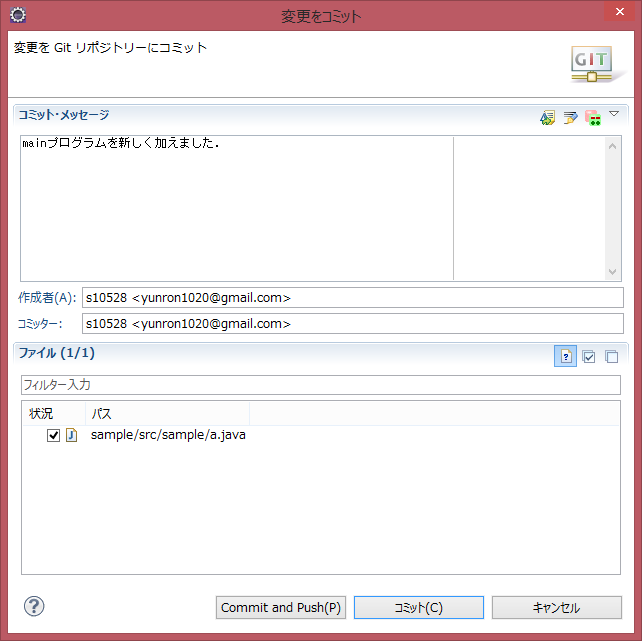 変更をコミット
変更を Git リポジトリーにコミット
GIT
コミット・メッセージ
mainプログラムを新しく加えました.
作成者(A): s10528 <yunron1020@gmail.com>
コミッター: s10528 <yunron1020@gmail.com>
ファイル (1/1)
フィルター入力
状況 パス
sample/src/sample/a.java
Commit and Push(P) コミット(C) キャンセル